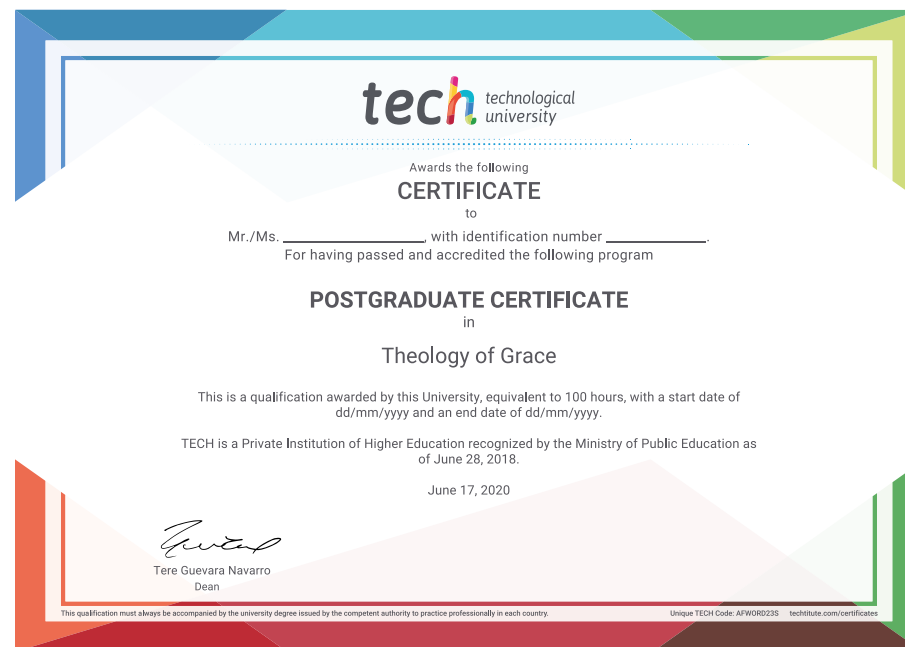 tech technological
university
Awards the following
CERTIFICATE
to
Mr./Ms. ____________________, with identification number ______________.
For having passed and accredited the following program
POSTGRADUATE CERTIFICATE
in
Theology of Grace
This is a qualification awarded by this University, equivalent to 100 hours, with a start date of
dd/mm/yyyy and an end date of dd/mm/yyyy.
TECH is a Private Institution of Higher Education recognized by the Ministry of Public Education as
of June 28, 2018.
June 17, 2020
Tere Guevara Navarro
Dean
This qualification must always be accompanied by the university degree issued by the competent authority to practice professionally in each country.
Unique TECH Code: AFWORD23S techtitute.com/certificates